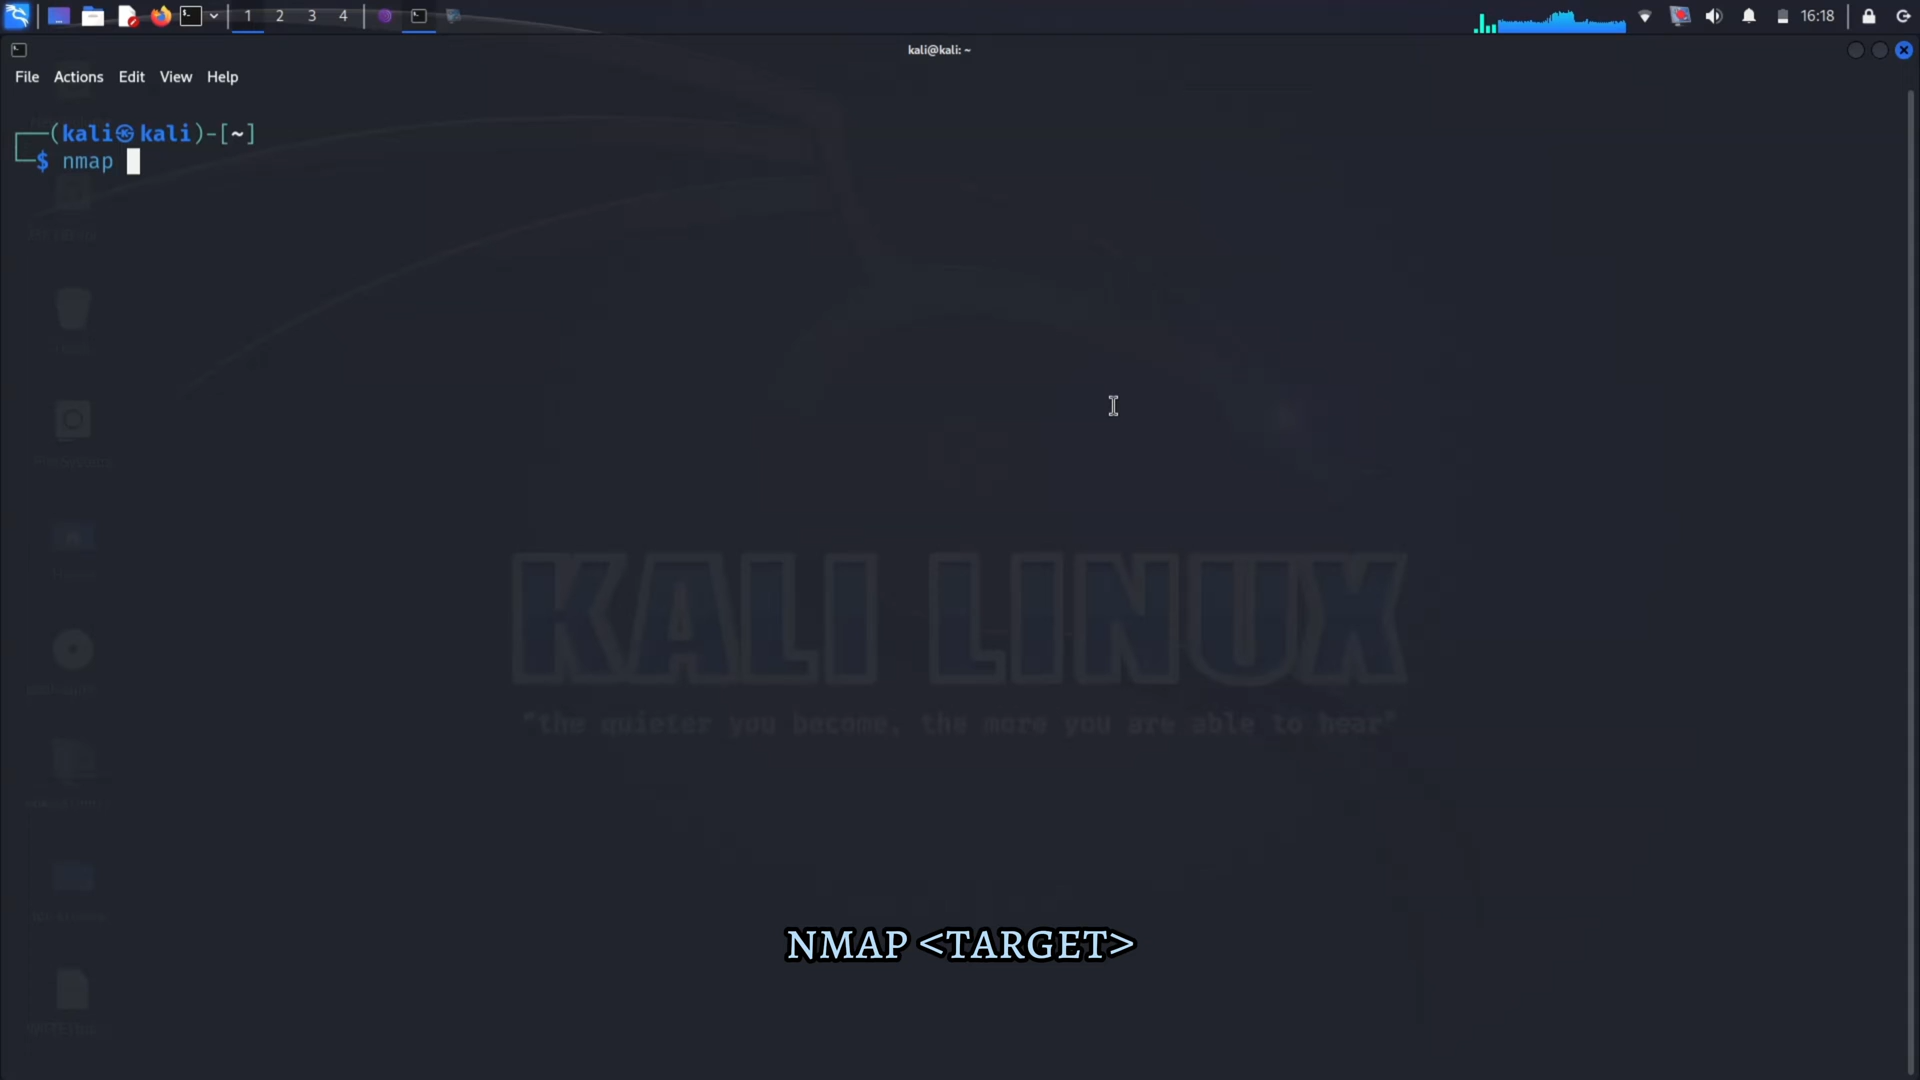 1 2 3 4 16:18
kali@kali: ~
File Actions Edit View Help
┌──(kali㉿kali)-[~]
└─$ nmap
KALI LINUX
"the quieter you become, the more you are able to hear"
NMAP <TARGET>